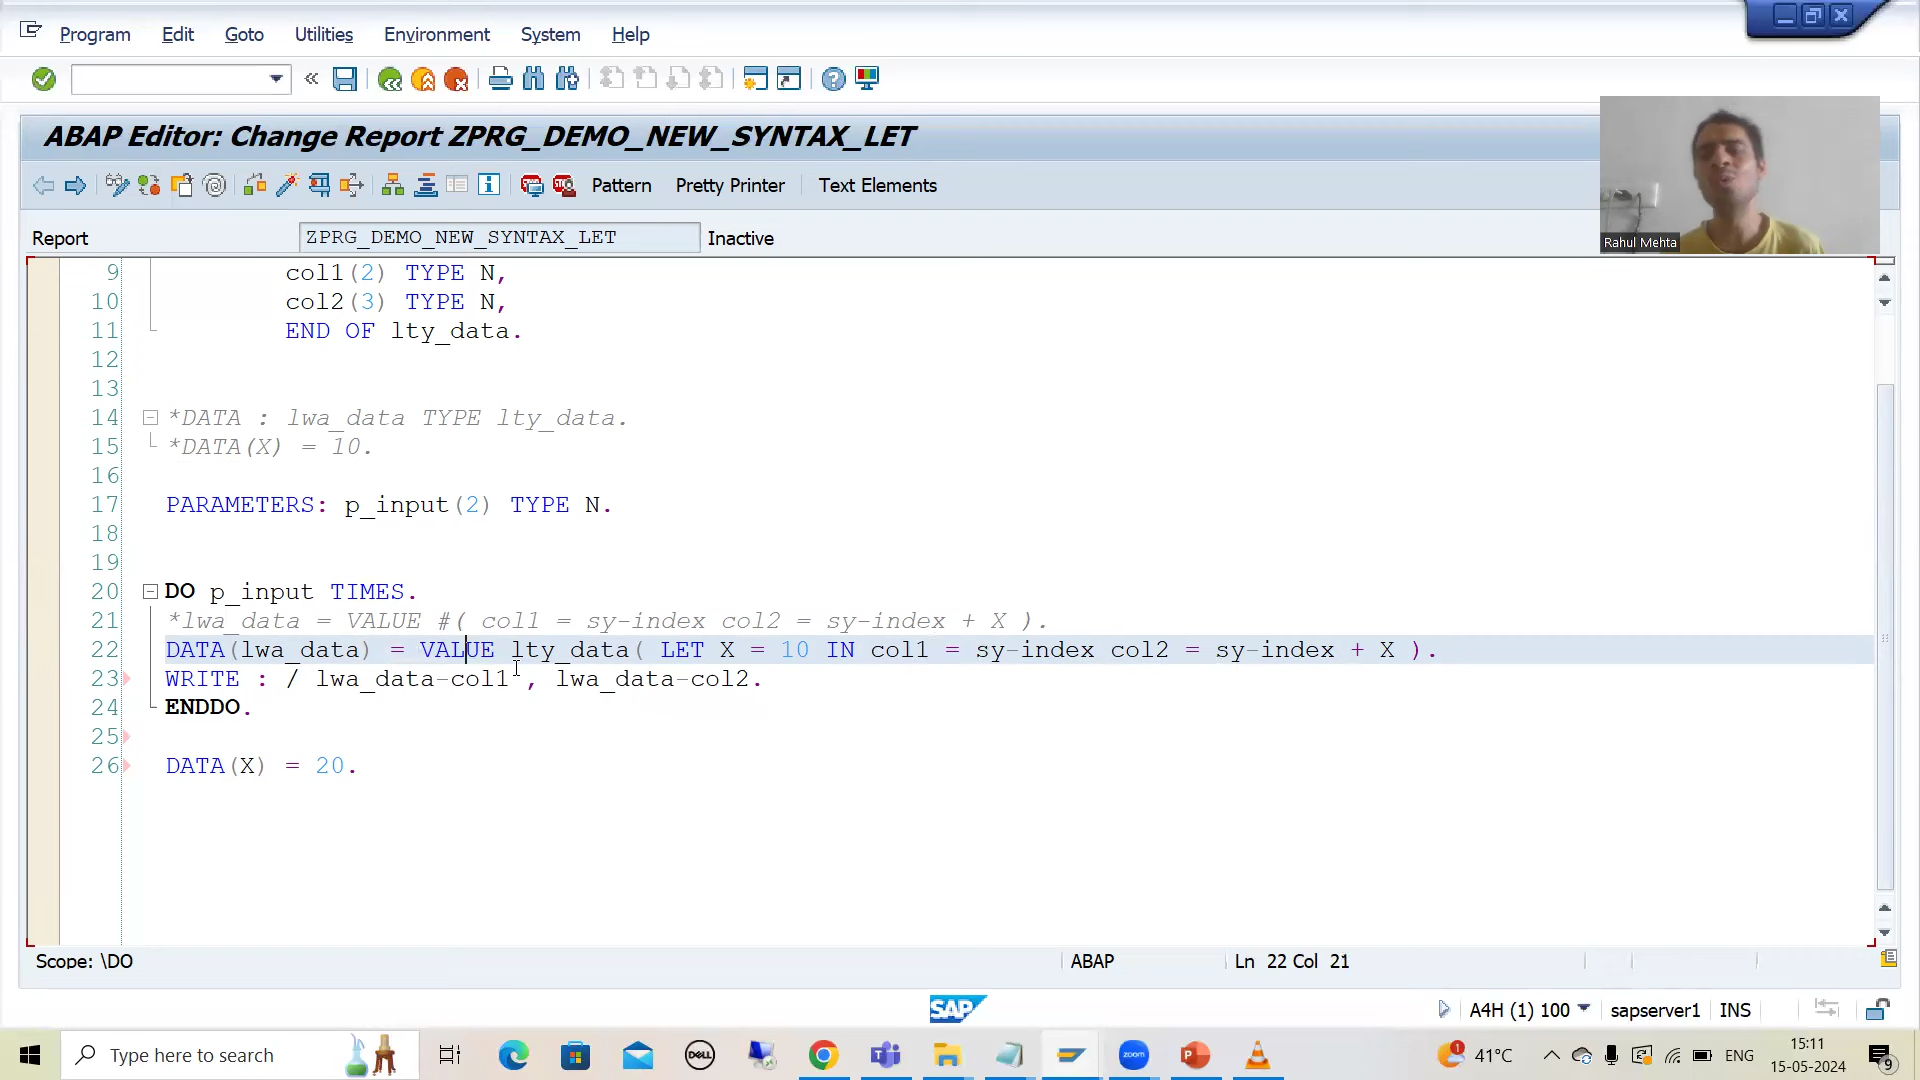 Program Edit Goto Utilities Environment System Help
ABAP Editor: Change Report ZPRG_DEMO_NEW_SYNTAX_LET
Pattern Pretty Printer Text Elements
Report ZPRG_DEMO_NEW_SYNTAX_LET Inactive
Rahul Mehta
9 col1(2) TYPE N,
10 col2(3) TYPE N,
11 END OF lty_data.
12
13
14 *DATA : lwa_data TYPE lty_data.
15 *DATA(X) = 10.
16
17 PARAMETERS: p_input(2) TYPE N.
18
19
20 DO p_input TIMES.
21 *lwa_data = VALUE #( col1 = sy-index col2 = sy-index + X ).
22 DATA(lwa_data) = VALUE lty_data( LET X = 10 IN col1 = sy-index col2 = sy-index + X ).
23 WRITE : / lwa_data-col1 , lwa_data-col2.
24 ENDDO.
25
26 DATA(X) = 20.
Scope: \DO ABAP Ln 22 Col 21
SAP A4H (1) 100 sapserver1 INS
Type here to search DELL zoom P 1 41°C ENG 15:11
15-05-2024 9